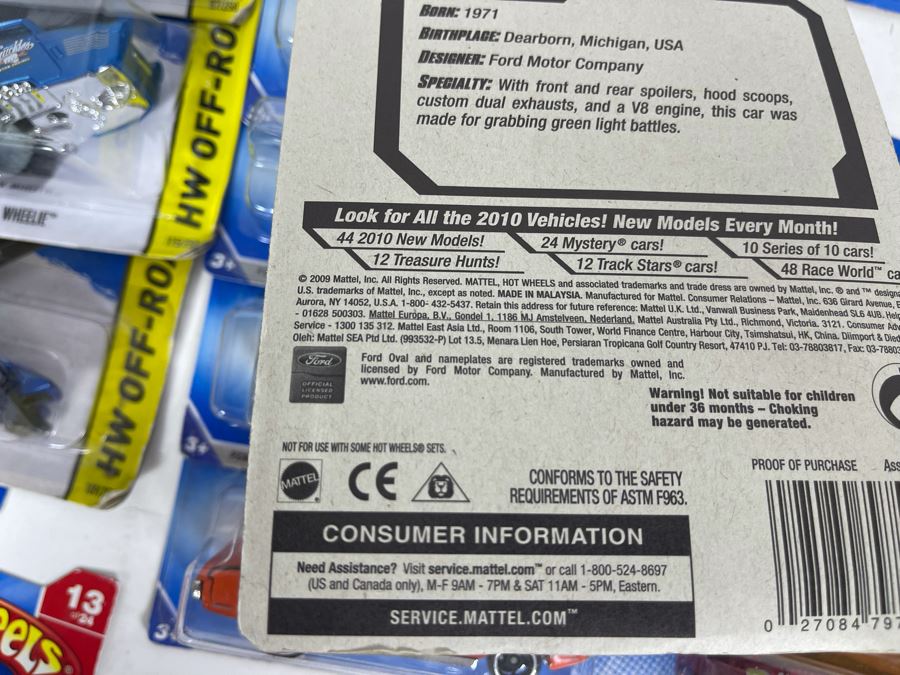 BORN: 1971
BIRTHPLACE: Dearborn, Michigan, USA
DESIGNER: Ford Motor Company
SPECIALTY: With front and rear spoilers, hood scoops,
custom dual exhausts, and a V8 engine, this car was
made for grabbing green light battles.
Look for All the 2010 Vehicles! New Models Every Month!
44 2010 New Models!
24 Mystery® cars!
10 Series of 10 cars!
12 Treasure Hunts!
12 Track Stars® cars!
48 Race World™ ca
© 2009 Mattel, Inc. All Rights Reserved. MATTEL, HOT WHEELS and associated trademarks and trade dress are owned by Mattel, Inc. ® and ™ design
U.S. trademarks of Mattel, Inc., except as noted. MADE IN MALAYSIA. Manufactured for Mattel. Consumer Relations – Mattel, Inc. 636 Girard Avenue, E
Aurora, NY 14052, U.S.A. 1-800- 432-5437. Retain this address for future reference: Mattel U.K. Ltd., Vanwall Business Park, Maidenhead SL6 4UB. Help
- 01628 500303. Mattel Europa, B.V., Gondel 1, 1186 MJ Amstelveen, Nederland. Mattel Australia Pty Ltd., Richmond, Victoria. 3121. Consumer Adv
Service - 1300 135 312. Mattel East Asia Ltd., Room 1106, South Tower, World Finance Centre, Harbour City, Tsimshatsui, HK, China. Diimport & Died
Oleh: Mattel SEA Ptd Ltd. (993532-P) Lot 13.5, Menara Lien Hoe, Persiaran Tropicana Golf Country Resort, 47410 PJ. Tel: 03-78803817, Fax: 03-7880
Ford
OFFICIAL
LICENSED
PRODUCT
Ford Oval and nameplates are registered trademarks owned and
licensed by Ford Motor Company. Manufactured by Mattel, Inc.
www.ford.com.
Warning! Not suitable for children
under 36 months – Choking
hazard may be generated.
NOT FOR USE WITH SOME HOT WHEELS® SETS.
MATTEL
CE
CONFORMS TO THE SAFETY
REQUIREMENTS OF ASTM F963.
PROOF OF PURCHASE
Ass
CONSUMER INFORMATION
Need Assistance? Visit service.mattel.com™ or call 1-800-524-8697
(US and Canada only), M-F 9AM - 7PM & SAT 11AM - 5PM, Eastern.
SERVICE.MATTEL.COM™
0 27084 797
HW OFF-RO
WHEELIE™
3+
HW OFF-RO
3+
13
eels
3+